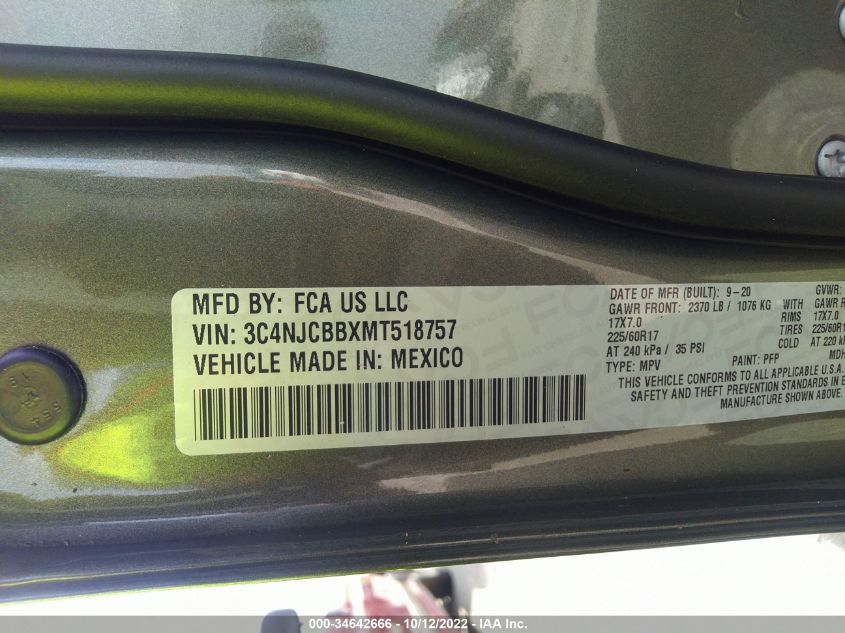 MFD BY: FCA US LLC
VIN: 3C4NJCBBXMT518757
VEHICLE MADE IN: MEXICO
DATE OF MFR (BUILT): 9-20 GVWR:
GAWR FRONT: 2370 LB / 1076 KG WITH GAWR R
17X7.0 RIMS 17X7.0
225/60R17 TIRES 225/60R
AT 240 kPa / 35 PSI COLD AT 220 k
TYPE: MPV PAINT: PFP MDH
THIS VEHICLE CONFORMS TO ALL APPLICABLE U.S.A.
SAFETY AND THEFT PREVENTION STANDARDS IN E
MANUFACTURE SHOWN ABOVE.
000-34642666 - 10/12/2022 - © IAA Inc.